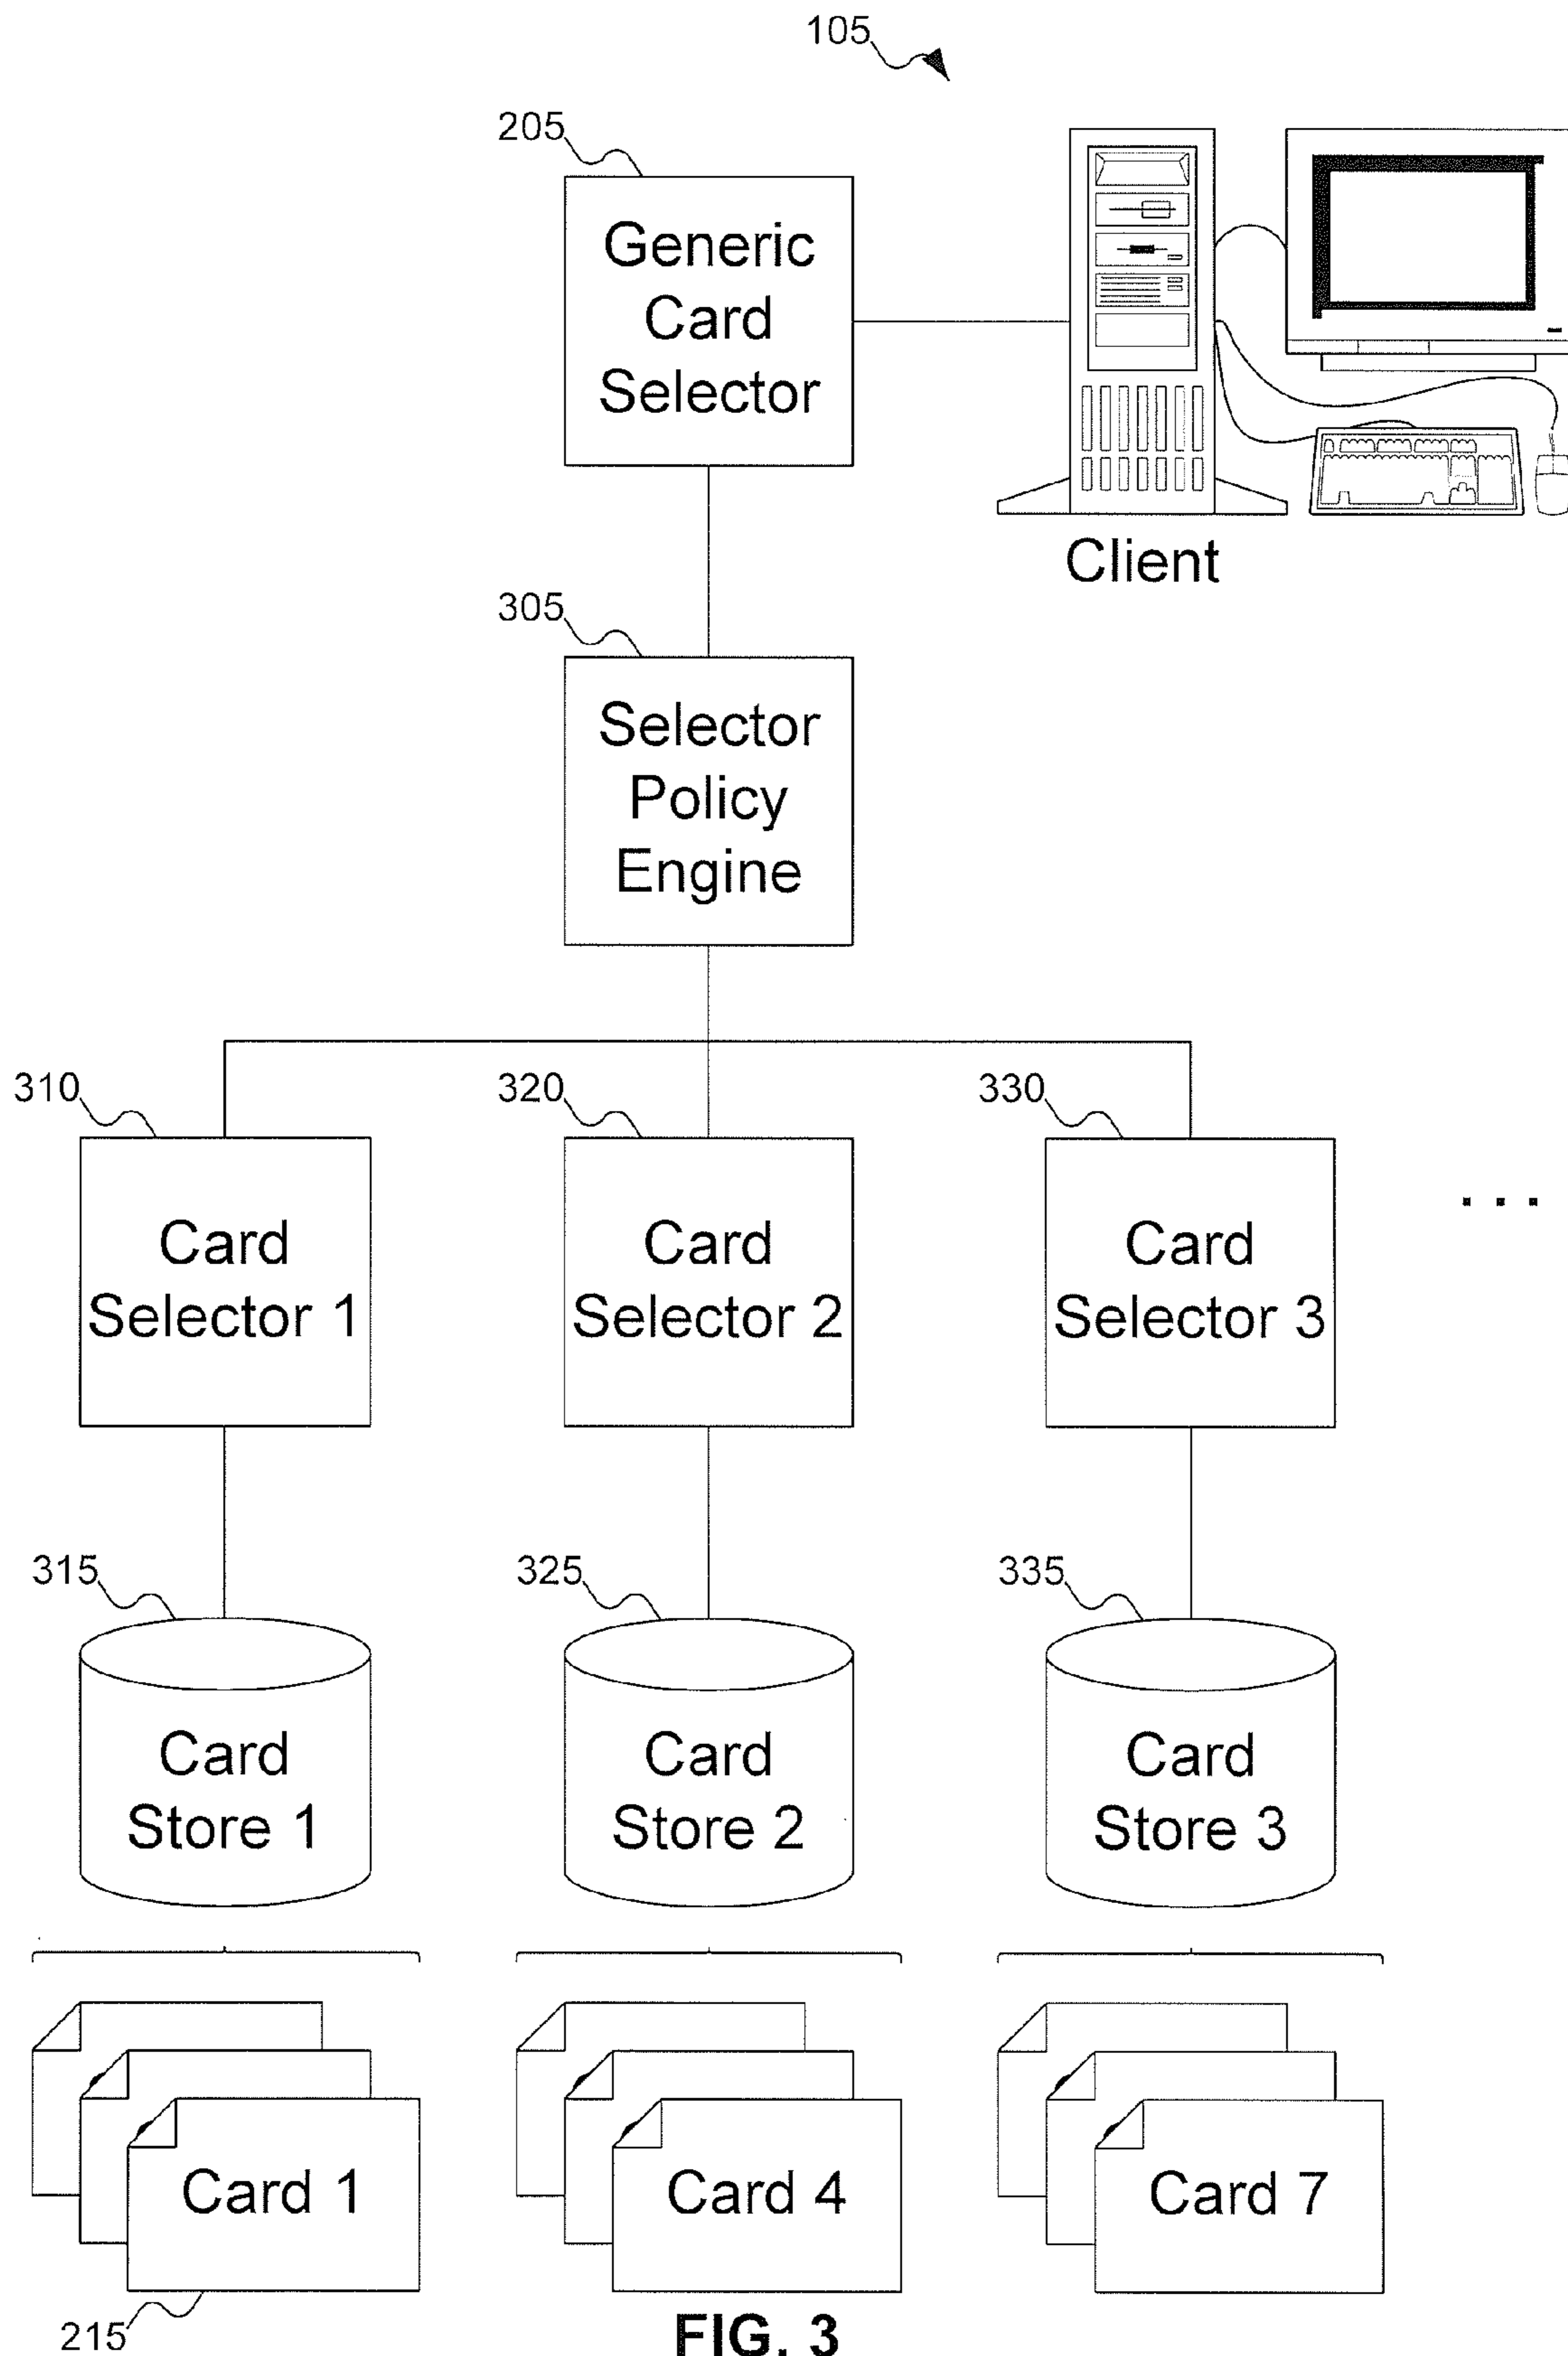 105
205
Generic
Card
Selector
Client
305
Selector
Policy
Engine
310
320
330
Card
Selector 1
Card
Selector 2
Card
Selector 3
...
315
325
335
Card
Store 1
Card
Store 2
Card
Store 3
Card 1
Card 4
Card 7
215
FIG. 3